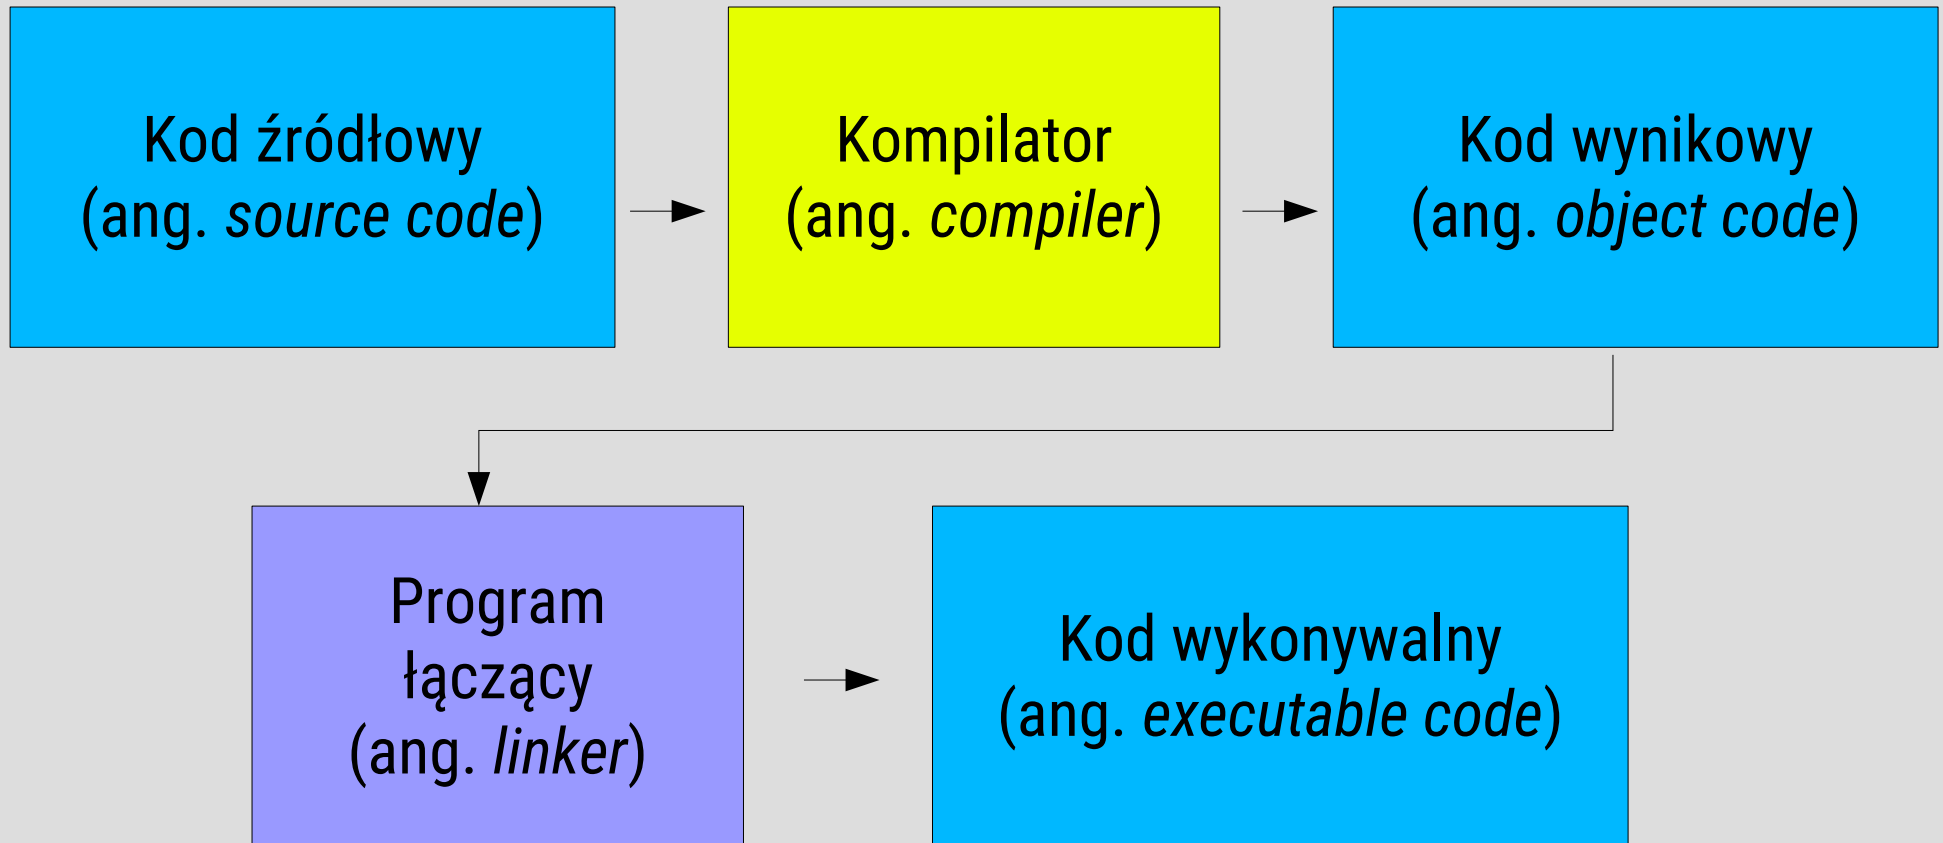 Kod źródłowy
(ang. source code)
Kompilator
(ang. compiler)
Kod wynikowy
(ang. object code)
Program
łączący
(ang. linker)
Kod wykonywalny
(ang. executable code)